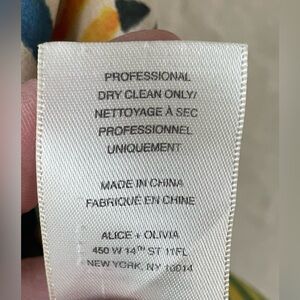 PROFESSIONAL
DRY CLEAN ONLY/
NETTOYAGE À SEC
PROFESSIONNEL
UNIQUEMENT
MADE IN CHINA
FABRIQUÉ EN CHINE
ALICE + OLIVIA
450 W 14TH ST 11FL
NEW YORK, NY 10014